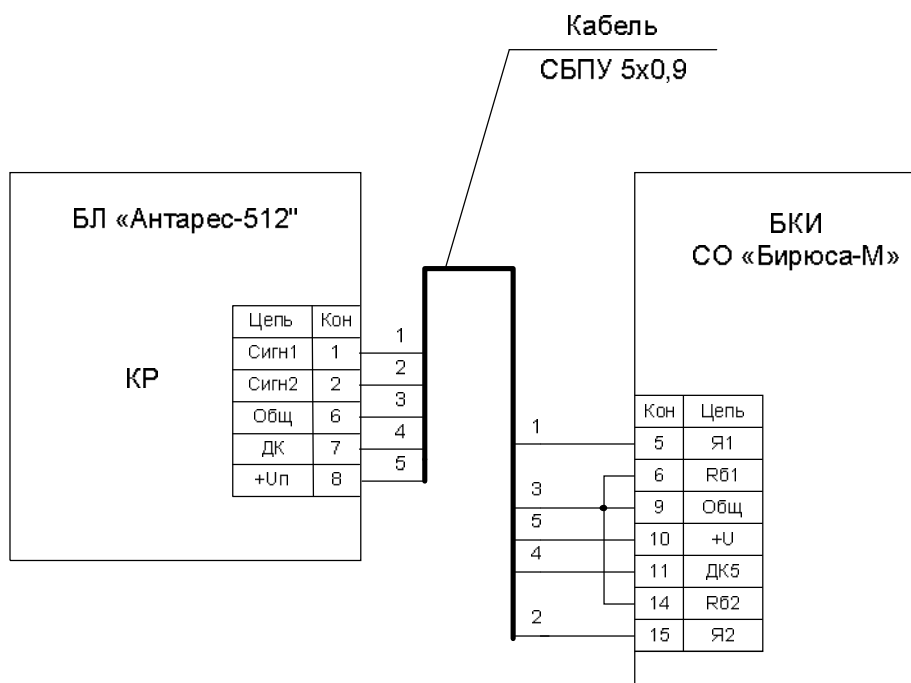 Кабель
СБПУ 5х0,9
БЛ «Антарес-512"
КР
Цепь Кон
Сигн1 1
Сигн2 2
Общ 6
ДК 7
+Uп 8
1
2
3
4
5
БКИ
СО «Бирюса-М»
1
3
5
4
2
Кон Цепь
5 Я1
6 Rб1
9 Общ
10 +U
11 ДК5
14 Rб2
15 Я2